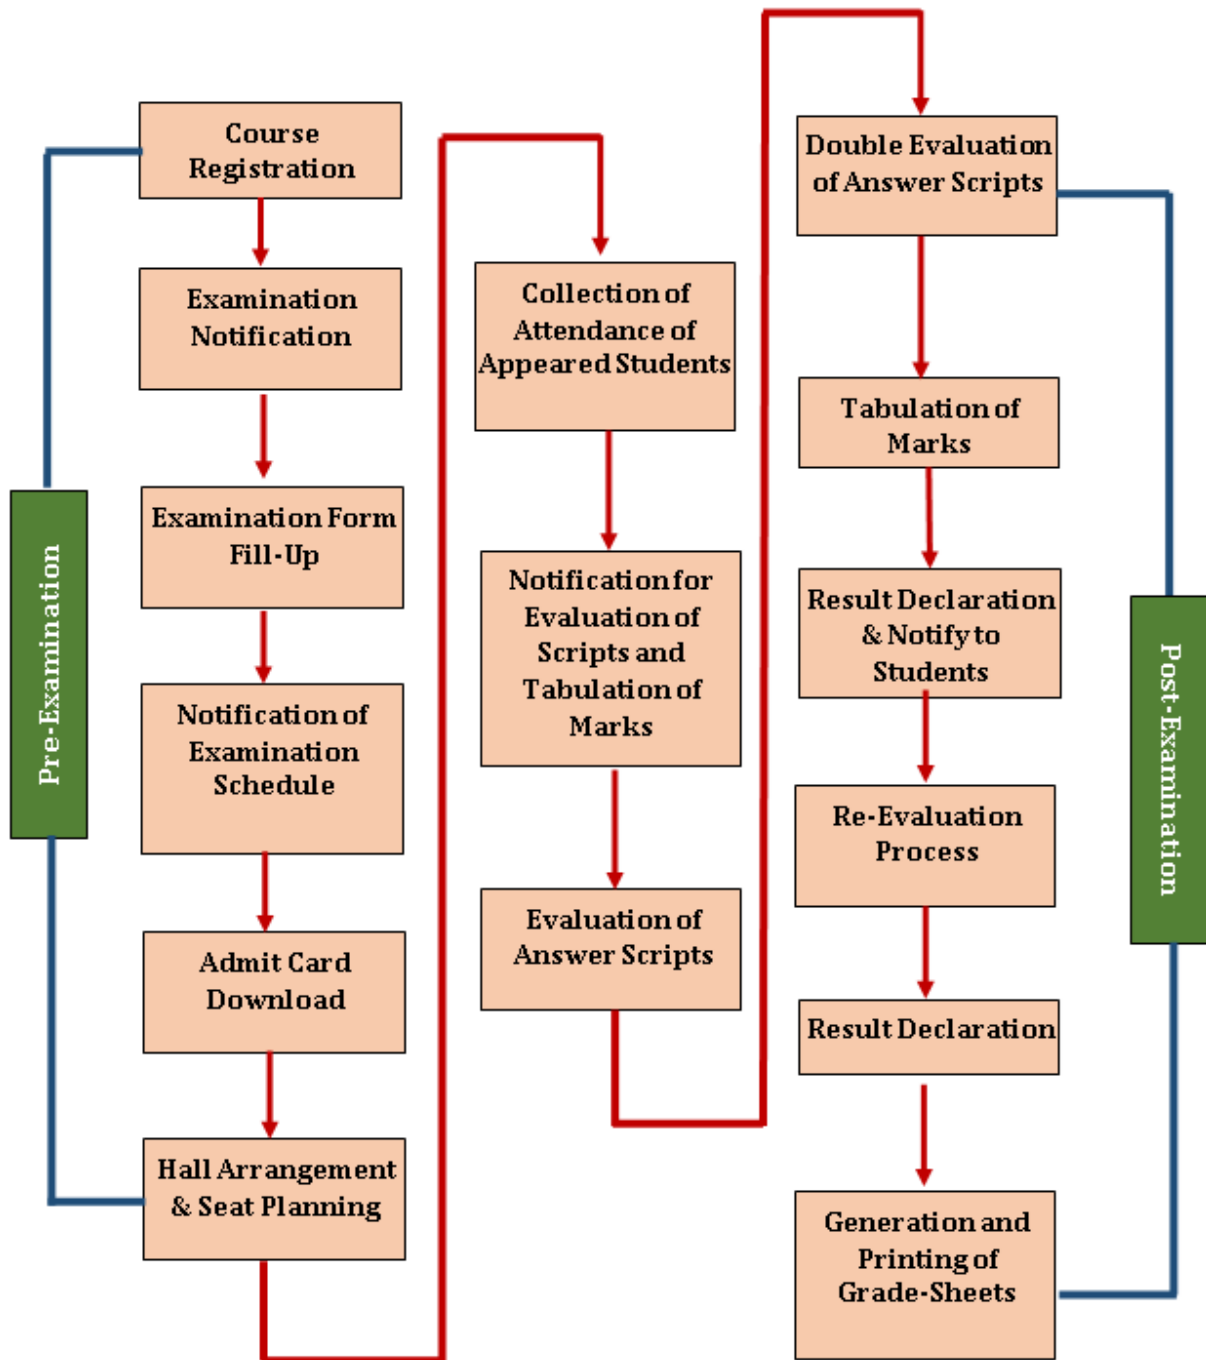 Course
Registration
Examination
Notification
Examination Form
Fill-Up
Notification of
Examination
Schedule
Admit Card
Download
Hall Arrangement
& Seat Planning
Pre-Examination
Collection of
Attendance of
Appeared Students
Notification for
Evaluation of
Scripts and
Tabulation of
Marks
Evaluation of
Answer Scripts
Double Evaluation
of Answer Scripts
Tabulation of
Marks
Result Declaration
& Notify to
Students
Re-Evaluation
Process
Result Declaration
Generation and
Printing of
Grade-Sheets
Post-Examination